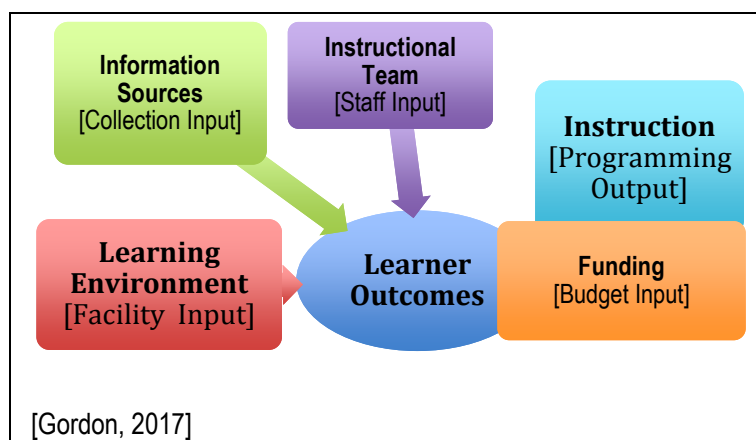 Information
Sources
[Collection Input]
Instructional
Team
[Staff Input]
Instruction
[Programming
Output]
Learning
Environment
[Facility Input]
Learner
Outcomes
Funding
[Budget Input]
[Gordon, 2017]